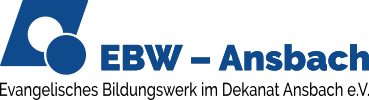 EBW – Ansbach
Evangelisches Bildungswerk im Dekanat Ansbach e.V.